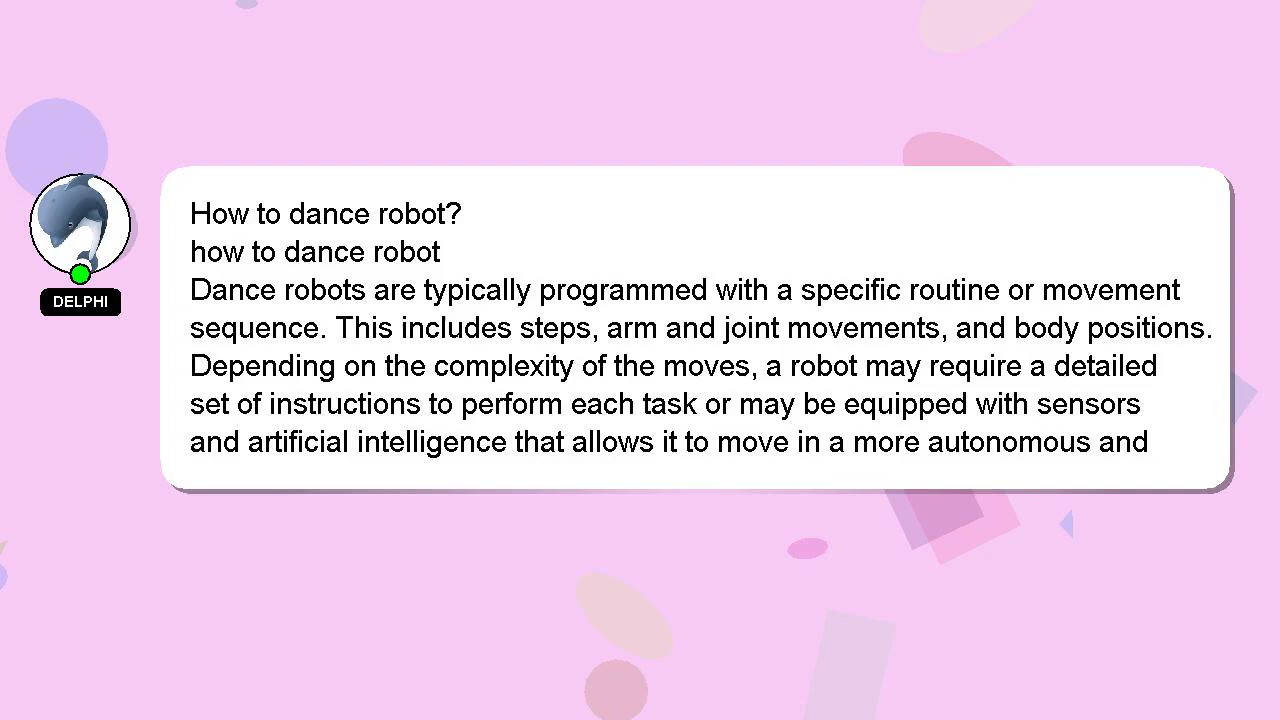 DELPHI
How to dance robot?
how to dance robot
Dance robots are typically programmed with a specific routine or movement
sequence. This includes steps, arm and joint movements, and body positions.
Depending on the complexity of the moves, a robot may require a detailed
set of instructions to perform each task or may be equipped with sensors
and artificial intelligence that allows it to move in a more autonomous and